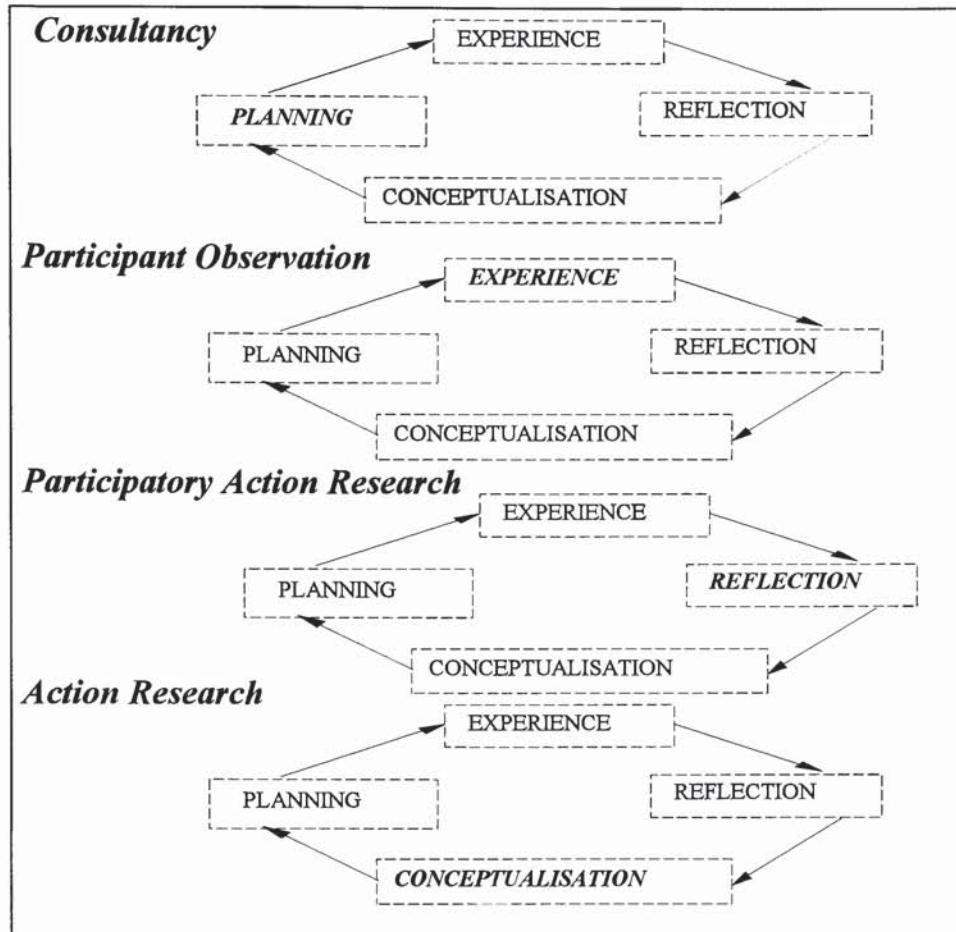 Consultancy
EXPERIENCE
PLANNING
REFLECTION
CONCEPTUALISATION
Participant Observation
EXPERIENCE
PLANNING
REFLECTION
CONCEPTUALISATION
Participatory Action Research
EXPERIENCE
PLANNING
REFLECTION
CONCEPTUALISATION
Action Research
EXPERIENCE
PLANNING
REFLECTION
CONCEPTUALISATION